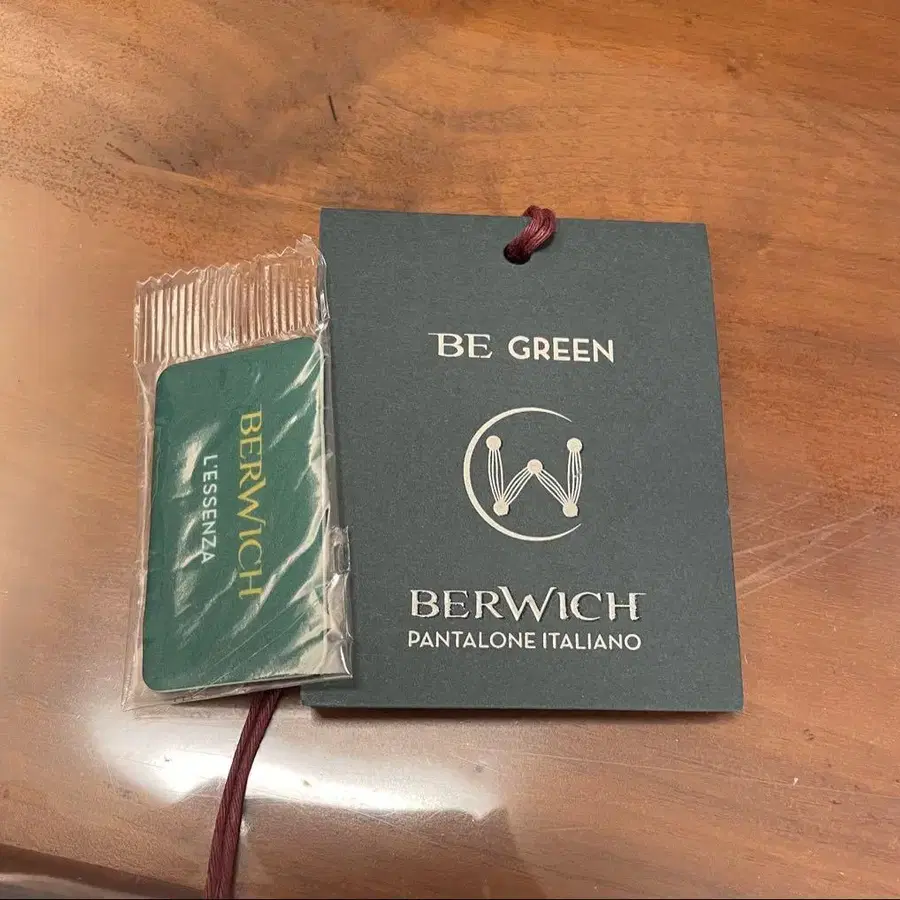 BE GREEN
W
BERWICH
PANTALONE ITALIANO
BERWICH
L'ESSENZA